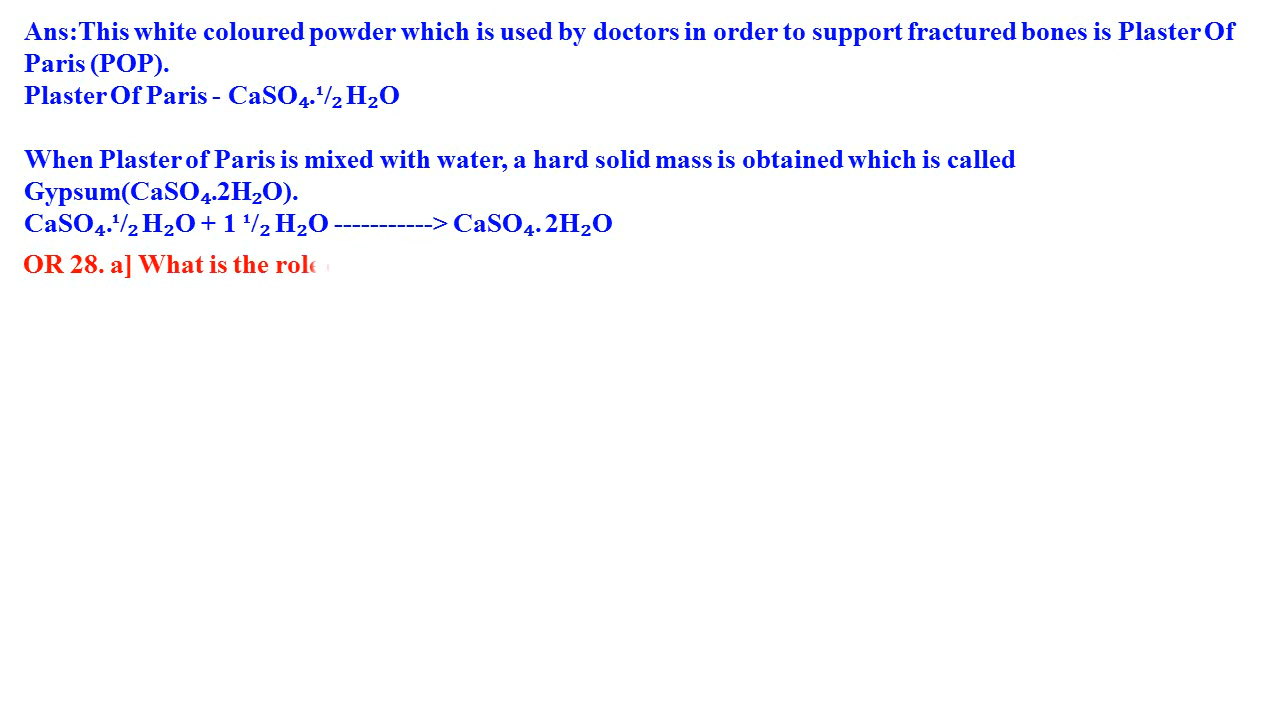 Ans:This white coloured powder which is used by doctors in order to support fractured bones is Plaster Of
Paris (POP).
Plaster Of Paris - CaSO₄.¹/₂ H₂O
When Plaster of Paris is mixed with water, a hard solid mass is obtained which is called
Gypsum(CaSO₄.2H₂O).
CaSO₄.¹/₂ H₂O + 1 ¹/₂ H₂O -----------> CaSO₄. 2H₂O
OR 28. a] What is the role